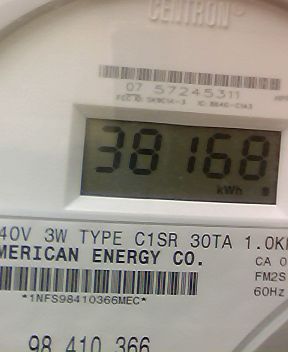 CENTRON®
07 57245311
38168
kWh
40V 3W TYPE C1SR 30TA 1.0K
MERICAN ENERGY CO.
CA 0
FM2S
60Hz
*1NFS98410366MEC*
98 410 366